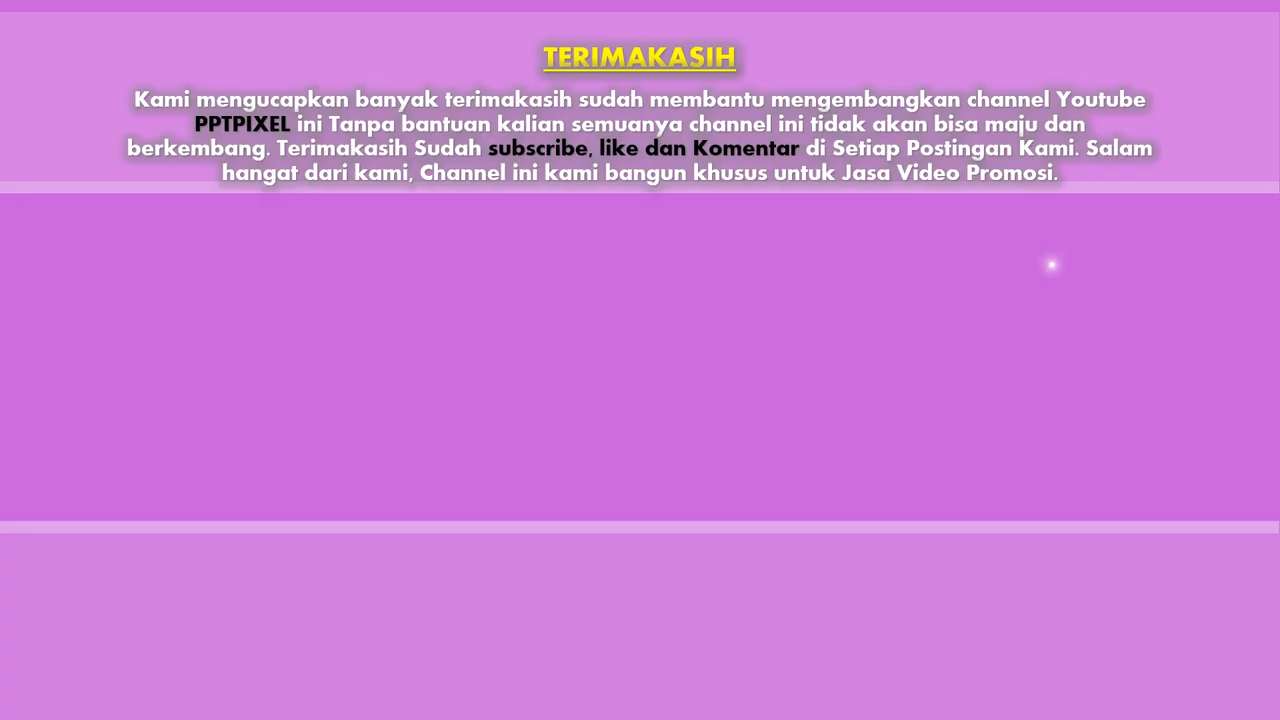 TERIMAKASIH
Kami mengucapkan banyak terimakasih sudah membantu mengembangkan channel Youtube
PPTPIXEL ini Tanpa bantuan kalian semuanya channel ini tidak akan bisa maju dan
berkembang. Terimakasih Sudah subscribe, like dan Komentar di Setiap Postingan Kami. Salam
hangat dari kami, Channel ini kami bangun khusus untuk Jasa Video Promosi.